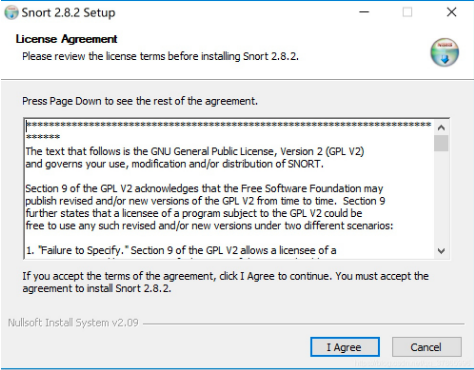 Snort 2.8.2 Setup
License Agreement
Please review the license terms before installing Snort 2.8.2.
Press Page Down to see the rest of the agreement.
*******************************************************************************
******
The text that follows is the GNU General Public License, Version 2 (GPL V2)
and governs your use, modification and/or distribution of SNORT.
Section 9 of the GPL V2 acknowledges that the Free Software Foundation may
publish revised and/or new versions of the GPL V2 from time to time. Section 9
further states that a licensee of a program subject to the GPL V2 could be
free to use any such revised and/or new versions under two different scenarios:
1. "Failure to Specify." Section 9 of the GPL V2 allows a licensee of a
If you accept the terms of the agreement, click I Agree to continue. You must accept the
agreement to install Snort 2.8.2.
Nullsoft Install System v2.09
I Agree
Cancel